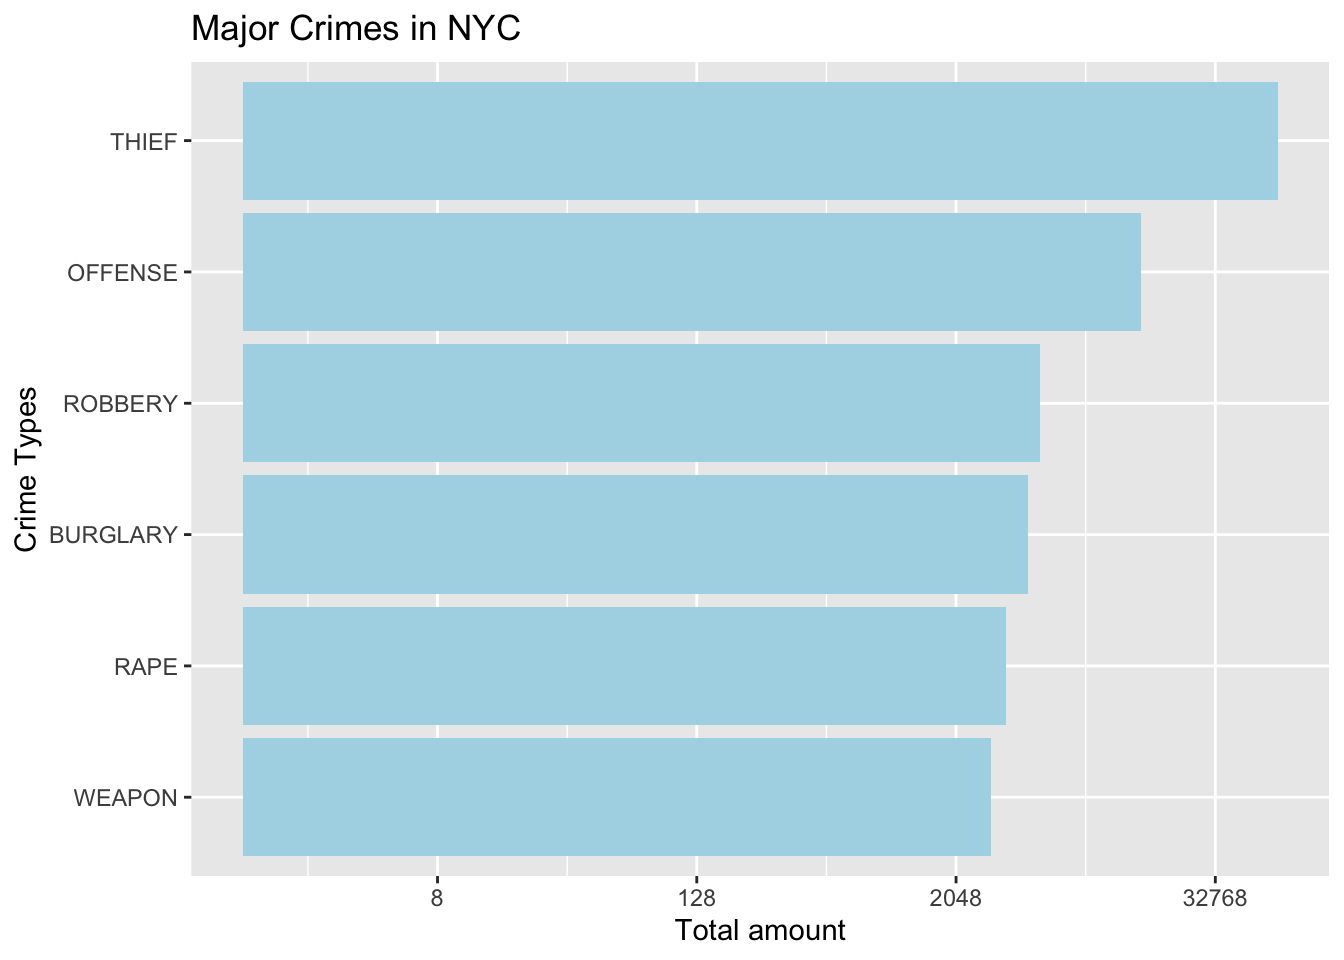 Major Crimes in NYC
THIEF
OFFENSE
ROBBERY
BURGLARY
RAPE
WEAPON
Crime Types
8 128 2048 32768
Total amount